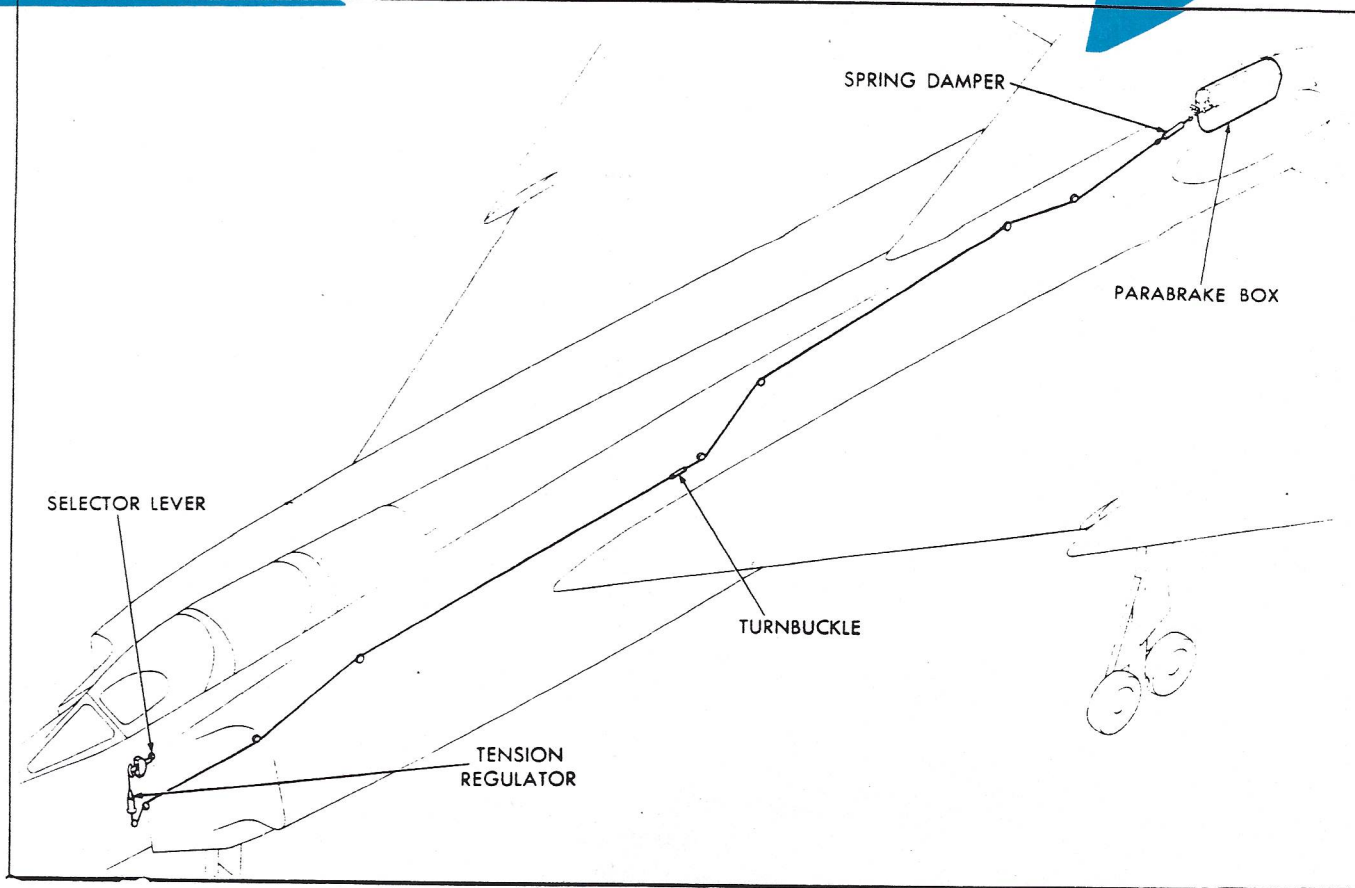 SPRING DAMPER
PARABRAKE BOX
SELECTOR LEVER
TURNBUCKLE
TENSION
REGULATOR